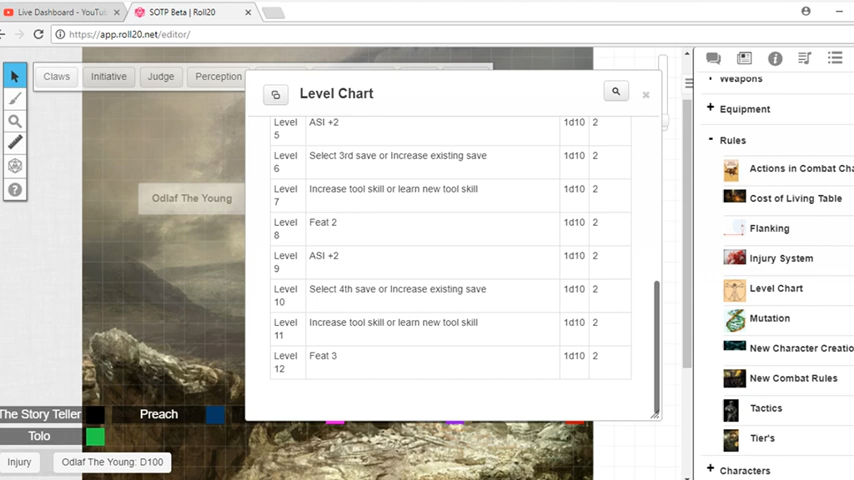 Live Dashboard - YouTu
SOTP Beta | Roll20
https://app.roll20.net/editor/
Claws
Initiative
Judge
Perception
Level Chart
Level 5 ASI +2 1d10 2
Level 6 Select 3rd save or Increase existing save 1d10 2
Level 7 Increase tool skill or learn new tool skill 1d10 2
Level 8 Feat 2 1d10 2
Level 9 ASI +2 1d10 2
Level 10 Select 4th save or Increase existing save 1d10 2
Level 11 Increase tool skill or learn new tool skill 1d10 2
Level 12 Feat 3 1d10 2
Odlaf The Young
The Story Teller
Preach
Tolo
Injury
Odlaf The Young: D100
Weapons
Equipment
Rules
Actions in Combat Cha
Cost of Living Table
Flanking
Injury System
Level Chart
Mutation
New Character Creatio
New Combat Rules
Tactics
Tier's
Characters